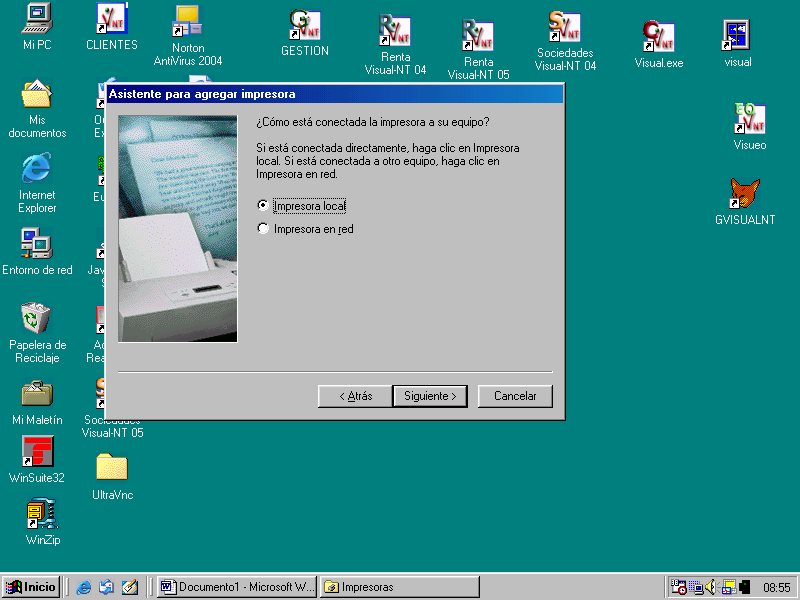 Mi PC
CLIENTES
Norton
AntiVirus 2004
GESTION
Renta
Visual-NT 04
Renta
Visual-NT 05
Sociedades
Visual-NT 04
Visual.exe
visual
Mis
documentos
Visueo
Internet
Explorer
GVISUALNT
Entorno de red
Papelera de
Reciclaje
Mi Maletín
Sociedades
Visual-NT 05
WinSuite32
UltraVnc
WinZip
Asistente para agregar impresora
¿Cómo está conectada la impresora a su equipo?
Si está conectada directamente, haga clic en Impresora
local. Si está conectada a otro equipo, haga clic en
Impresora en red.
Impresora local
Impresora en red
< Atrás
Siguiente >
Cancelar
Inicio
Documento1 - Microsoft W...
Impresoras
08:55